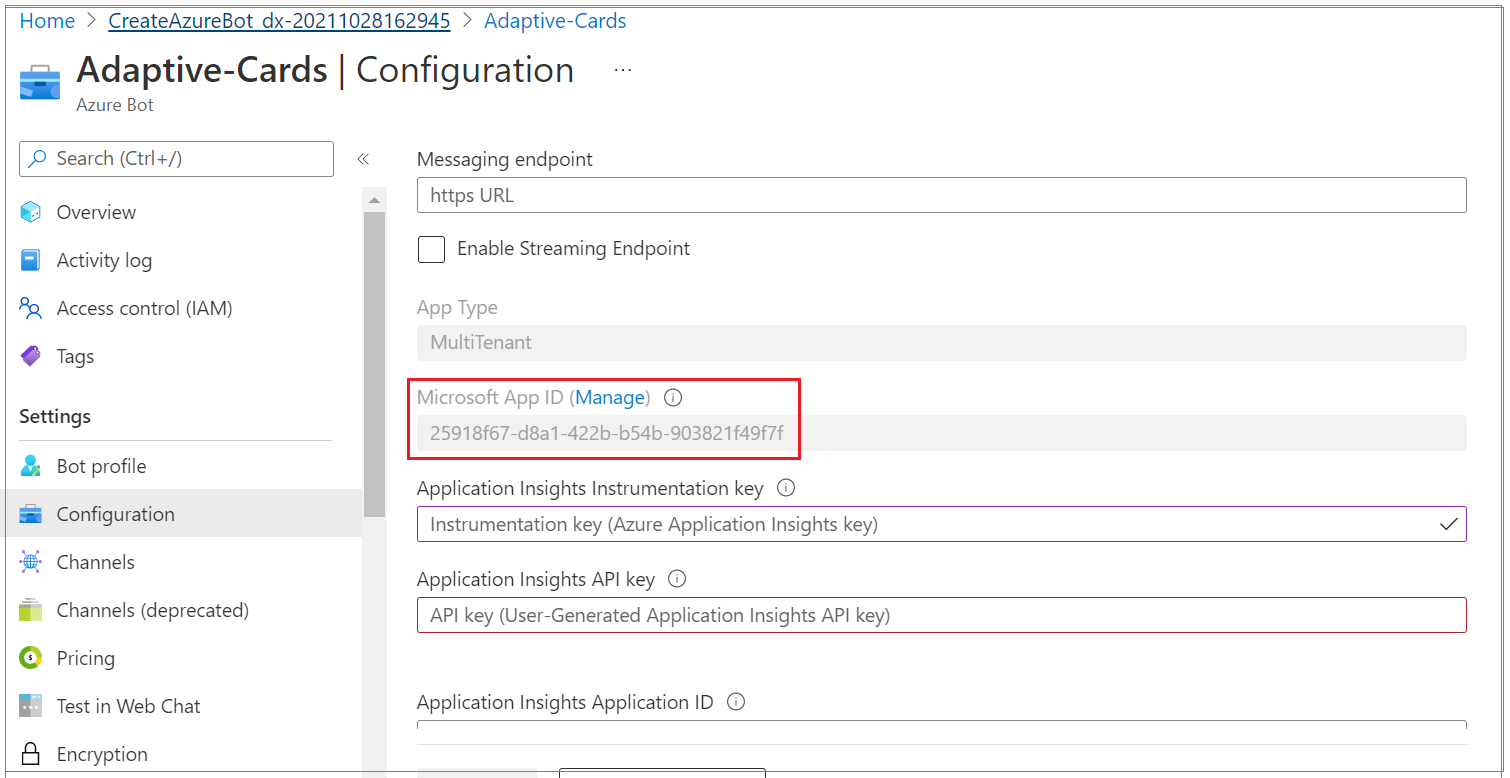 Home > CreateAzureBot_dx-20211028162945 > Adaptive-Cards
Adaptive-Cards | Configuration ...
Azure Bot
Search (Ctrl+/)
«
Overview
Activity log
Access control (IAM)
Tags
Settings
Bot profile
Configuration
Channels
Channels (deprecated)
Pricing
Test in Web Chat
Encryption
Messaging endpoint
https URL
Enable Streaming Endpoint
App Type
MultiTenant
Microsoft App ID (Manage)
25918f67-d8a1-422b-b54b-903821f49f7f
Application Insights Instrumentation key
Instrumentation key (Azure Application Insights key)
Application Insights API key
API key (User-Generated Application Insights API key)
Application Insights Application ID